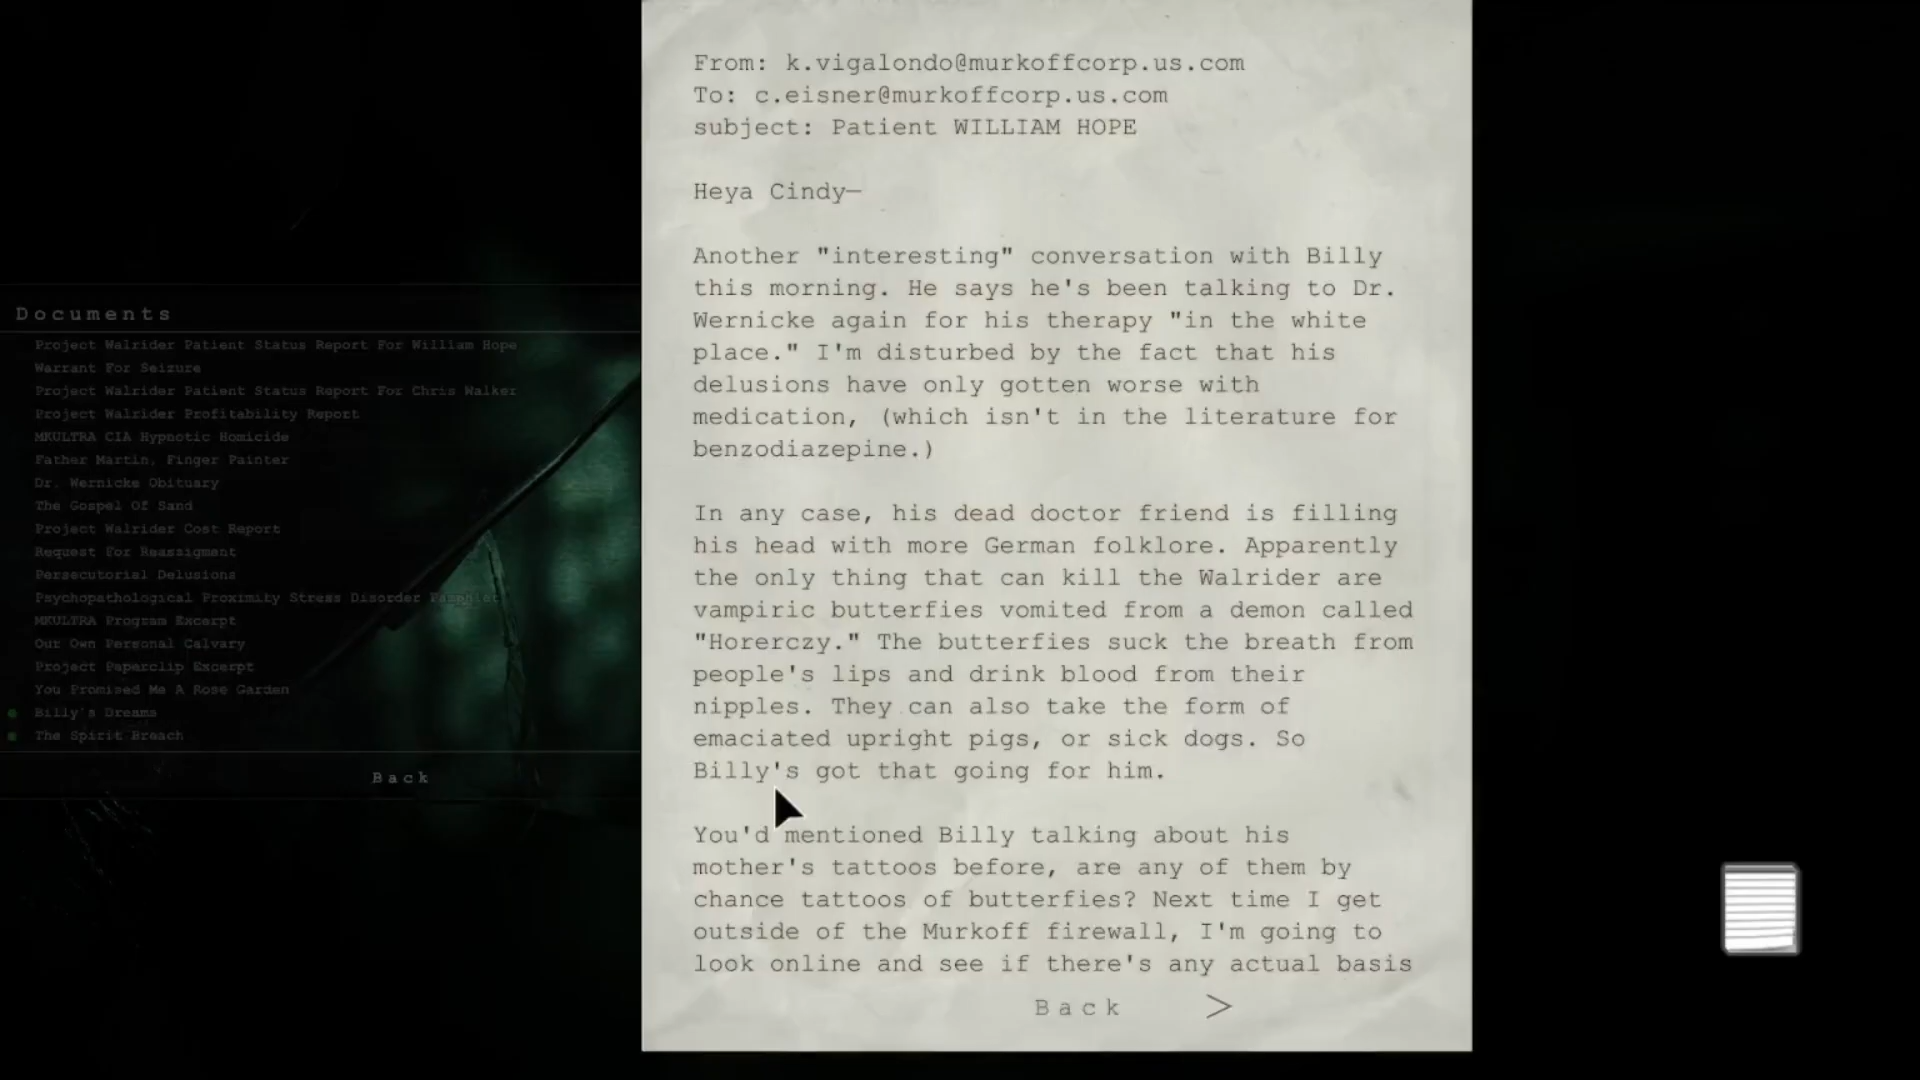 Documents
Project Walrider Patient Status Report For William Hope
Warrant For Seizure
Project Walrider Patient Status Report For Chris Walker
Project Walrider Profitability Report
MKULTRA CIA Hypnotic Homicide
Father Martin, Finger Painter
Dr. Wernicke Obituary
The Gospel Of Sand
Project Walrider Cost Report
Request For Reassigment
Persecutorial Delusions
Psychopathological Proximity Stress Disorder Pamphlet
MKULTRA Program Excerpt
Our Own Personal Calvary
Project Paperclip Excerpt
You Promised Me A Rose Garden
Billy's Dreams
The Spirit Breach
Back
From: k.vigalondo@murkoffcorp.us.com
To: c.eisner@murkoffcorp.us.com
subject: Patient WILLIAM HOPE
Heya Cindy—
Another "interesting" conversation with Billy
this morning. He says he's been talking to Dr.
Wernicke again for his therapy "in the white
place." I'm disturbed by the fact that his
delusions have only gotten worse with
medication, (which isn't in the literature for
benzodiazepine.)
In any case, his dead doctor friend is filling
his head with more German folklore. Apparently
the only thing that can kill the Walrider are
vampiric butterfies vomited from a demon called
"Horerczy." The butterfies suck the breath from
people's lips and drink blood from their
nipples. They can also take the form of
emaciated upright pigs, or sick dogs. So
Billy's got that going for him.
You'd mentioned Billy talking about his
mother's tattoos before, are any of them by
chance tattoos of butterfies? Next time I get
outside of the Murkoff firewall, I'm going to
look online and see if there's any actual basis
Back >